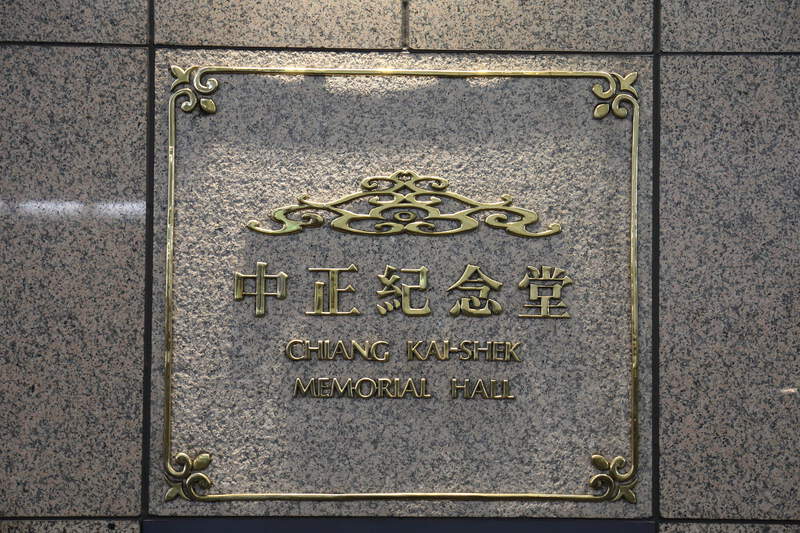 中正紀念堂
CHIANG KAI-SHEK
MEMORIAL HALL